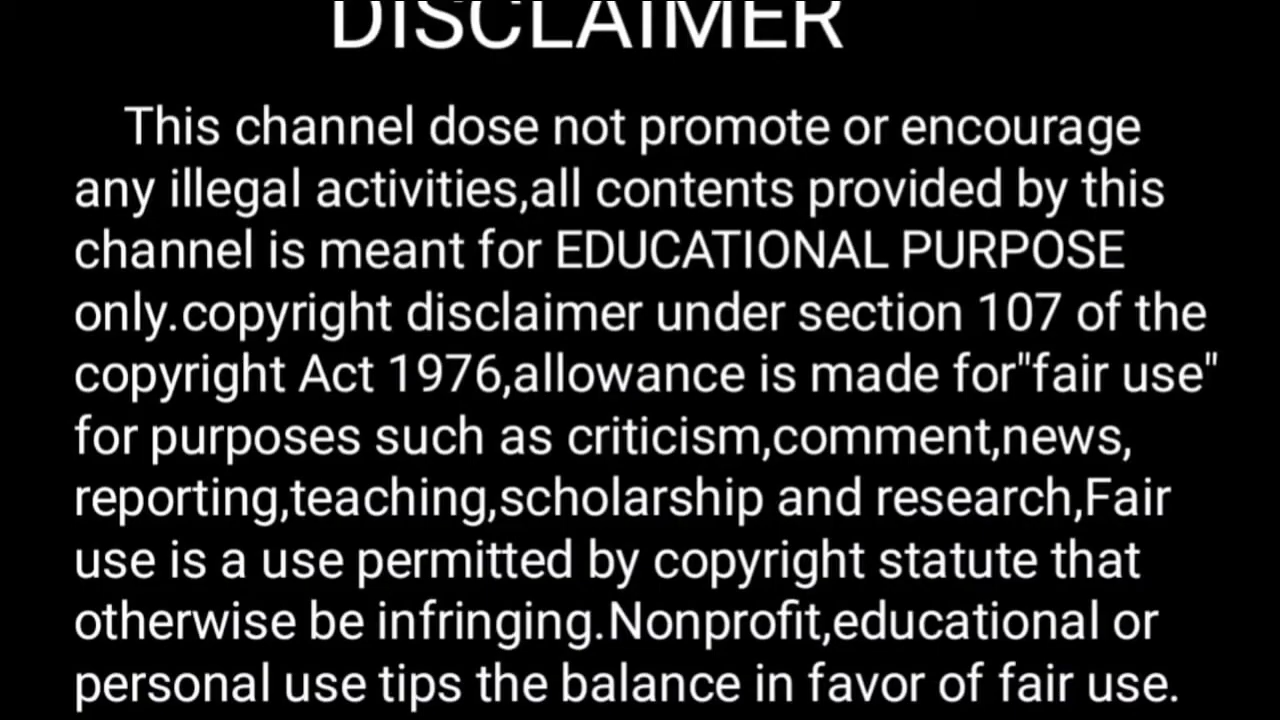 DISCLAIMER
This channel dose not promote or encourage
any illegal activities,all contents provided by this
channel is meant for EDUCATIONAL PURPOSE
only.copyright disclaimer under section 107 of the
copyright Act 1976,allowance is made for"fair use"
for purposes such as criticism,comment,news,
reporting,teaching,scholarship and research,Fair
use is a use permitted by copyright statute that
otherwise be infringing.Nonprofit,educational or
personal use tips the balance in favor of fair use.